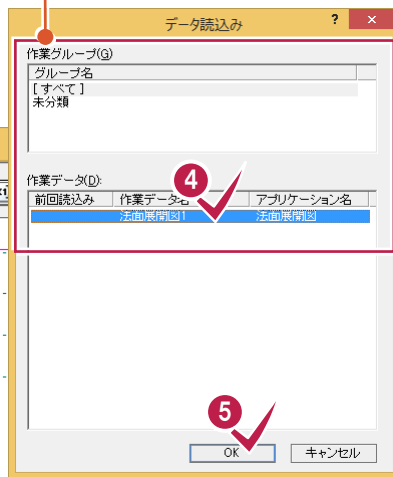 データ読込み
? ×
作業グループ(G)
グループ名
[すべて]
未分類
作業データ(D):
4
前回読込み 作業データ名 アプリケーション名
法面展開図1 法面展開図
5
OK キャンセル